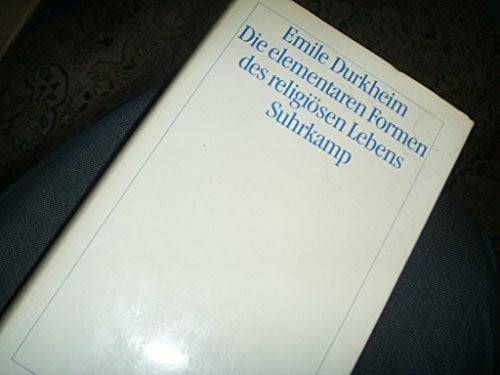 Emile Durkheim
Die elementaren Formen
des religiösen Lebens
Suhrkamp